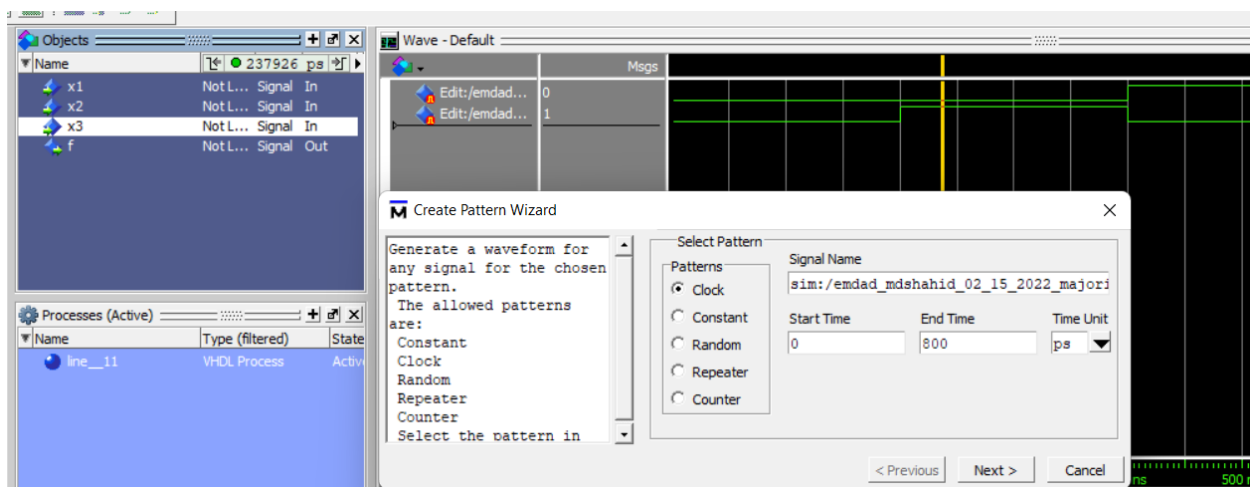 Objects
Name 237926 ps
x1 Not L... Signal In
x2 Not L... Signal In
x3 Not L... Signal In
f Not L... Signal Out
Processes (Active)
Name Type (filtered) State
line__11 VHDL Process Activ
Wave - Default
Msgs
Edit:/emdad... 0
Edit:/emdad... 1
Create Pattern Wizard
Generate a waveform for
any signal for the chosen
pattern.
The allowed patterns
are:
Constant
Clock
Random
Repeater
Counter
Select the pattern in
Select Pattern
Patterns
Clock
Constant
Random
Repeater
Counter
Signal Name
sim:/emdad_mdshahid_02_15_2022_majori
Start Time End Time Time Unit
0 800 ps
< Previous Next > Cancel
ns 500